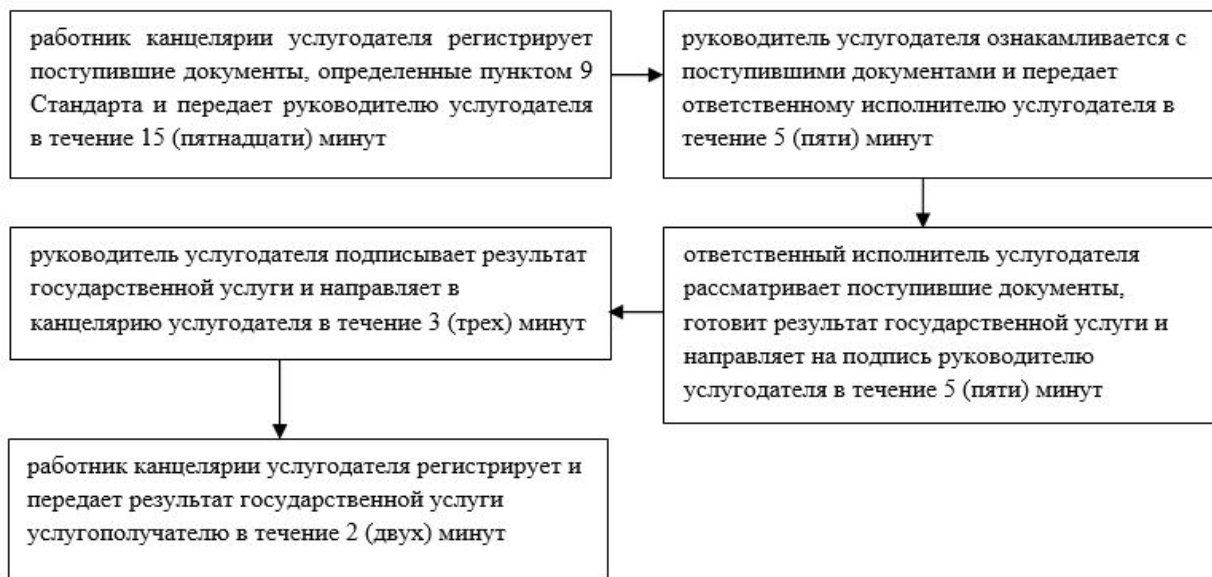 работник канцелярии услугодателя регистрирует
поступившие документы, определенные пунктом 9
Стандарта и передает руководителю услугодателя
в течение 15 (пятнадцати) минут
руководитель услугодателя ознакамливается с
поступившими документами и передает
ответственному исполнителю услугодателя в
течение 5 (пяти) минут
ответственный исполнитель услугодателя
рассматривает поступившие документы,
готовит результат государственной услуги и
направляет на подпись руководителю
услугодателя в течение 5 (пяти) минут
руководитель услугодателя подписывает результат
государственной услуги и направляет в
канцелярию услугодателя в течение 3 (трех) минут
работник канцелярии услугодателя регистрирует и
передает результат государственной услуги
услугополучателю в течение 2 (двух) минут